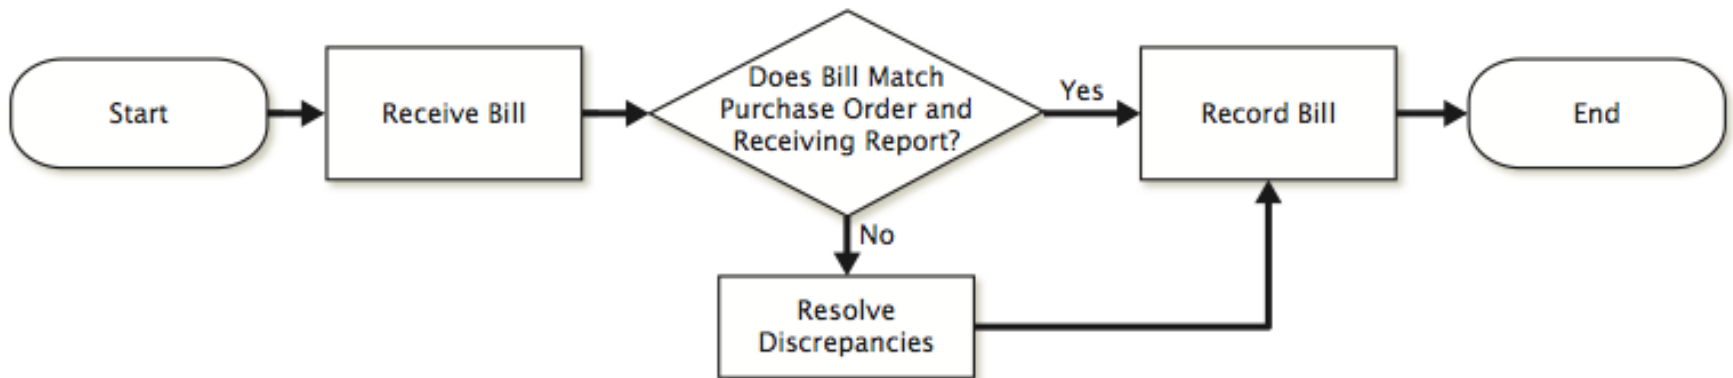 Start
Receive Bill
Does Bill Match
Purchase Order and
Receiving Report?
Yes
Record Bill
End
No
Resolve
Discrepancies